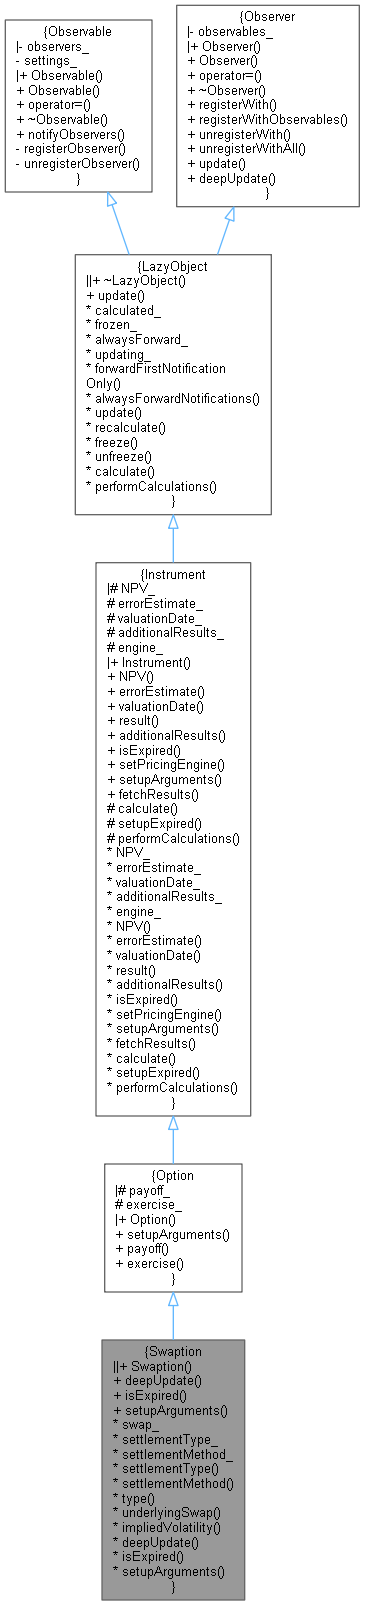 {Observable
|- observers_
- settings_
|+ Observable()
+ Observable()
+ operator=()
+ ~Observable()
+ notifyObservers()
- registerObserver()
- unregisterObserver()
}
{Observer
|- observables_
|+ Observer()
+ Observer()
+ operator=()
+ ~Observer()
+ registerWith()
+ registerWithObservables()
+ unregisterWith()
+ unregisterWithAll()
+ update()
+ deepUpdate()
}
{LazyObject
||+ ~LazyObject()
+ update()
* calculated_
* frozen_
* alwaysForward_
* updating_
* forwardFirstNotification
Only()
* alwaysForwardNotifications()
* update()
* recalculate()
* freeze()
* unfreeze()
* calculate()
* performCalculations()
}
{Instrument
|# NPV_
# errorEstimate_
# valuationDate_
# additionalResults_
# engine_
|+ Instrument()
+ NPV()
+ errorEstimate()
+ valuationDate()
+ result()
+ additionalResults()
+ isExpired()
+ setPricingEngine()
+ setupArguments()
+ fetchResults()
# calculate()
# setupExpired()
# performCalculations()
* NPV_
* errorEstimate_
* valuationDate_
* additionalResults_
* engine_
* NPV()
* errorEstimate()
* valuationDate()
* result()
* additionalResults()
* isExpired()
* setPricingEngine()
* setupArguments()
* fetchResults()
* calculate()
* setupExpired()
* performCalculations()
}
{Option
|# payoff_
# exercise_
|+ Option()
+ setupArguments()
+ payoff()
+ exercise()
}
{Swaption
||+ Swaption()
+ deepUpdate()
+ isExpired()
+ setupArguments()
* swap_
* settlementType_
* settlementMethod_
* settlementType()
* settlementMethod()
* type()
* underlyingSwap()
* impliedVolatility()
* deepUpdate()
* isExpired()
* setupArguments()
}